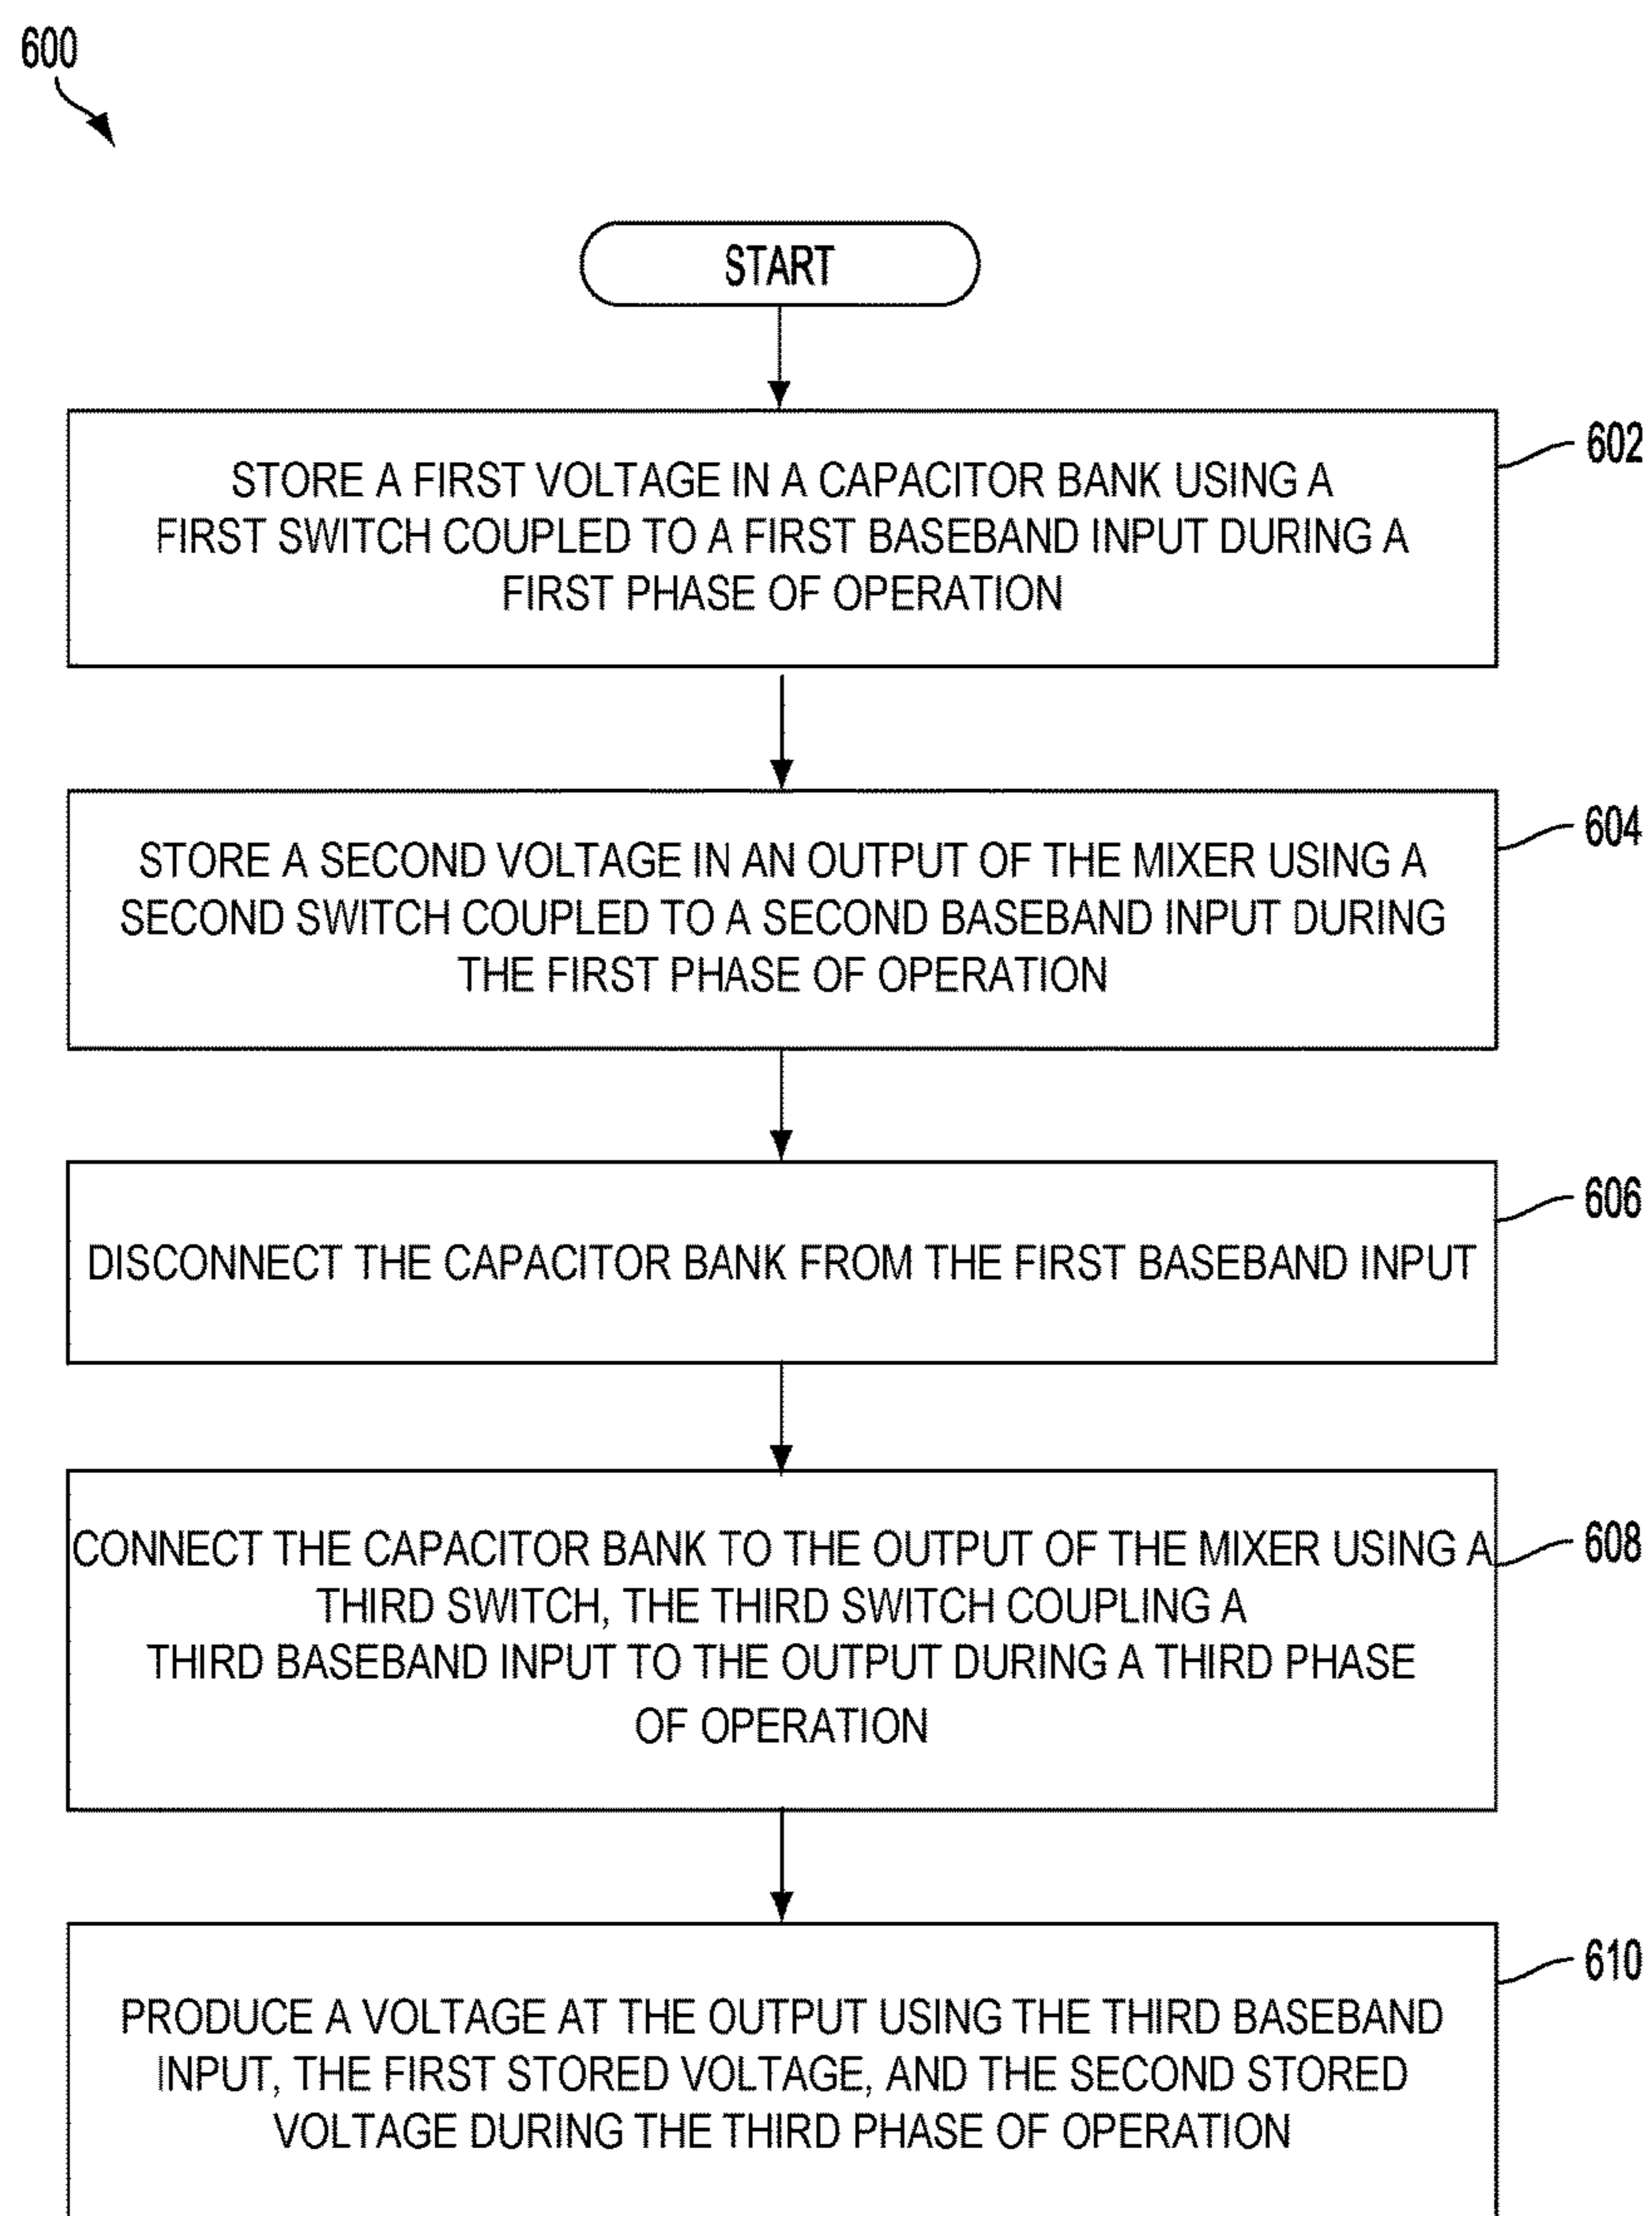 600
START
602
STORE A FIRST VOLTAGE IN A CAPACITOR BANK USING A
FIRST SWITCH COUPLED TO A FIRST BASEBAND INPUT DURING A
FIRST PHASE OF OPERATION
604
STORE A SECOND VOLTAGE IN AN OUTPUT OF THE MIXER USING A
SECOND SWITCH COUPLED TO A SECOND BASEBAND INPUT DURING
THE FIRST PHASE OF OPERATION
606
DISCONNECT THE CAPACITOR BANK FROM THE FIRST BASEBAND INPUT
608
CONNECT THE CAPACITOR BANK TO THE OUTPUT OF THE MIXER USING A
THIRD SWITCH, THE THIRD SWITCH COUPLING A
THIRD BASEBAND INPUT TO THE OUTPUT DURING A THIRD PHASE
OF OPERATION
610
PRODUCE A VOLTAGE AT THE OUTPUT USING THE THIRD BASEBAND
INPUT, THE FIRST STORED VOLTAGE, AND THE SECOND STORED
VOLTAGE DURING THE THIRD PHASE OF OPERATION